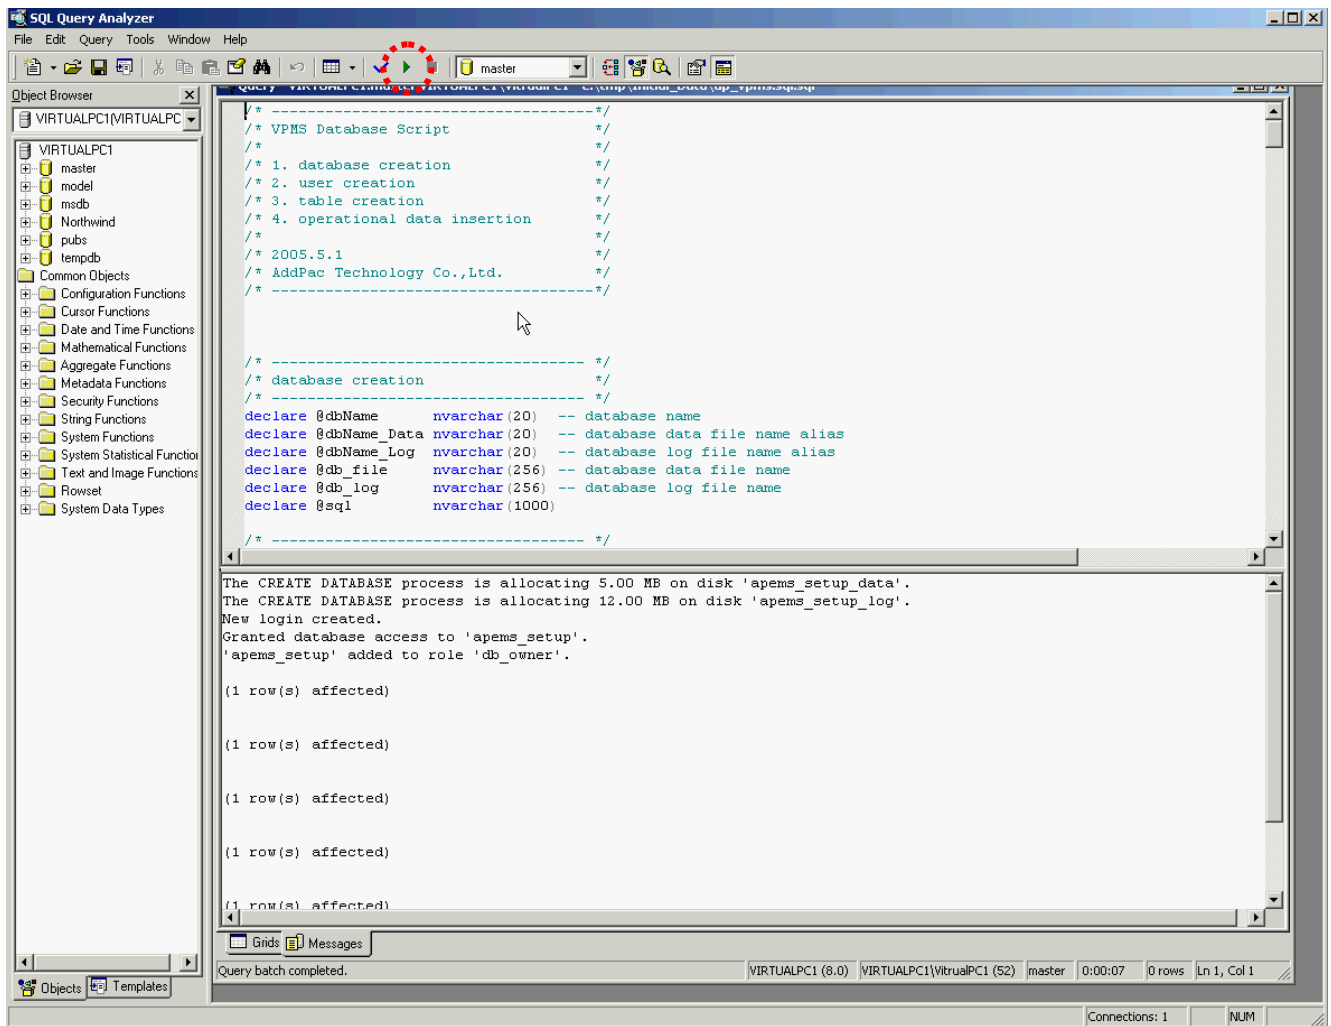 SQL Query Analyzer
File Edit Query Tools Window Help
master
Object Browser
VIRTUALPC1(VIRTUALPC
VIRTUALPC1
master
model
msdb
Northwind
pubs
tempdb
Common Objects
Configuration Functions
Cursor Functions
Date and Time Functions
Mathematical Functions
Aggregate Functions
Metadata Functions
Security Functions
String Functions
System Functions
System Statistical Function
Text and Image Functions
Rowset
System Data Types
Objects Templates
/* ------------------------------------*/
/* VPMS Database Script */
/* */
/* 1. database creation */
/* 2. user creation */
/* 3. table creation */
/* 4. operational data insertion */
/* */
/* 2005.5.1 */
/* AddPac Technology Co.,Ltd. */
/* ------------------------------------*/
/* ----------------------------------- */
/* database creation */
/* ----------------------------------- */
declare @dbName nvarchar(20) -- database name
declare @dbName_Data nvarchar(20) -- database data file name alias
declare @dbName_Log nvarchar(20) -- database log file name alias
declare @db_file nvarchar(256) -- database data file name
declare @db_log nvarchar(256) -- database log file name
declare @sql nvarchar(1000)
/* ----------------------------------- */
The CREATE DATABASE process is allocating 5.00 MB on disk 'apems_setup_data'.
The CREATE DATABASE process is allocating 12.00 MB on disk 'apems_setup_log'.
New login created.
Granted database access to 'apems_setup'.
'apems_setup' added to role 'db_owner'.
(1 row(s) affected)
(1 row(s) affected)
(1 row(s) affected)
(1 row(s) affected)
(1 row(s) affected)
Grids Messages
Query batch completed. VIRTUALPC1 (8.0) VIRTUALPC1\VitrualPC1 (52) master 0:00:07 0 rows Ln 1, Col 1
Connections: 1 NUM